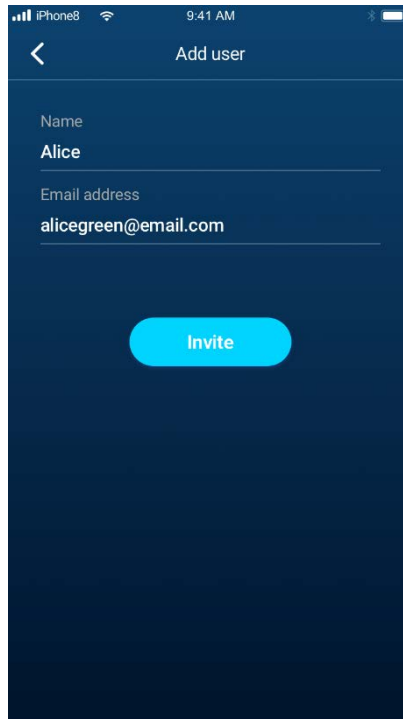 iPhone8 9:41 AM
Add user
Name
Alice
Email address
alicegreen@email.com
Invite